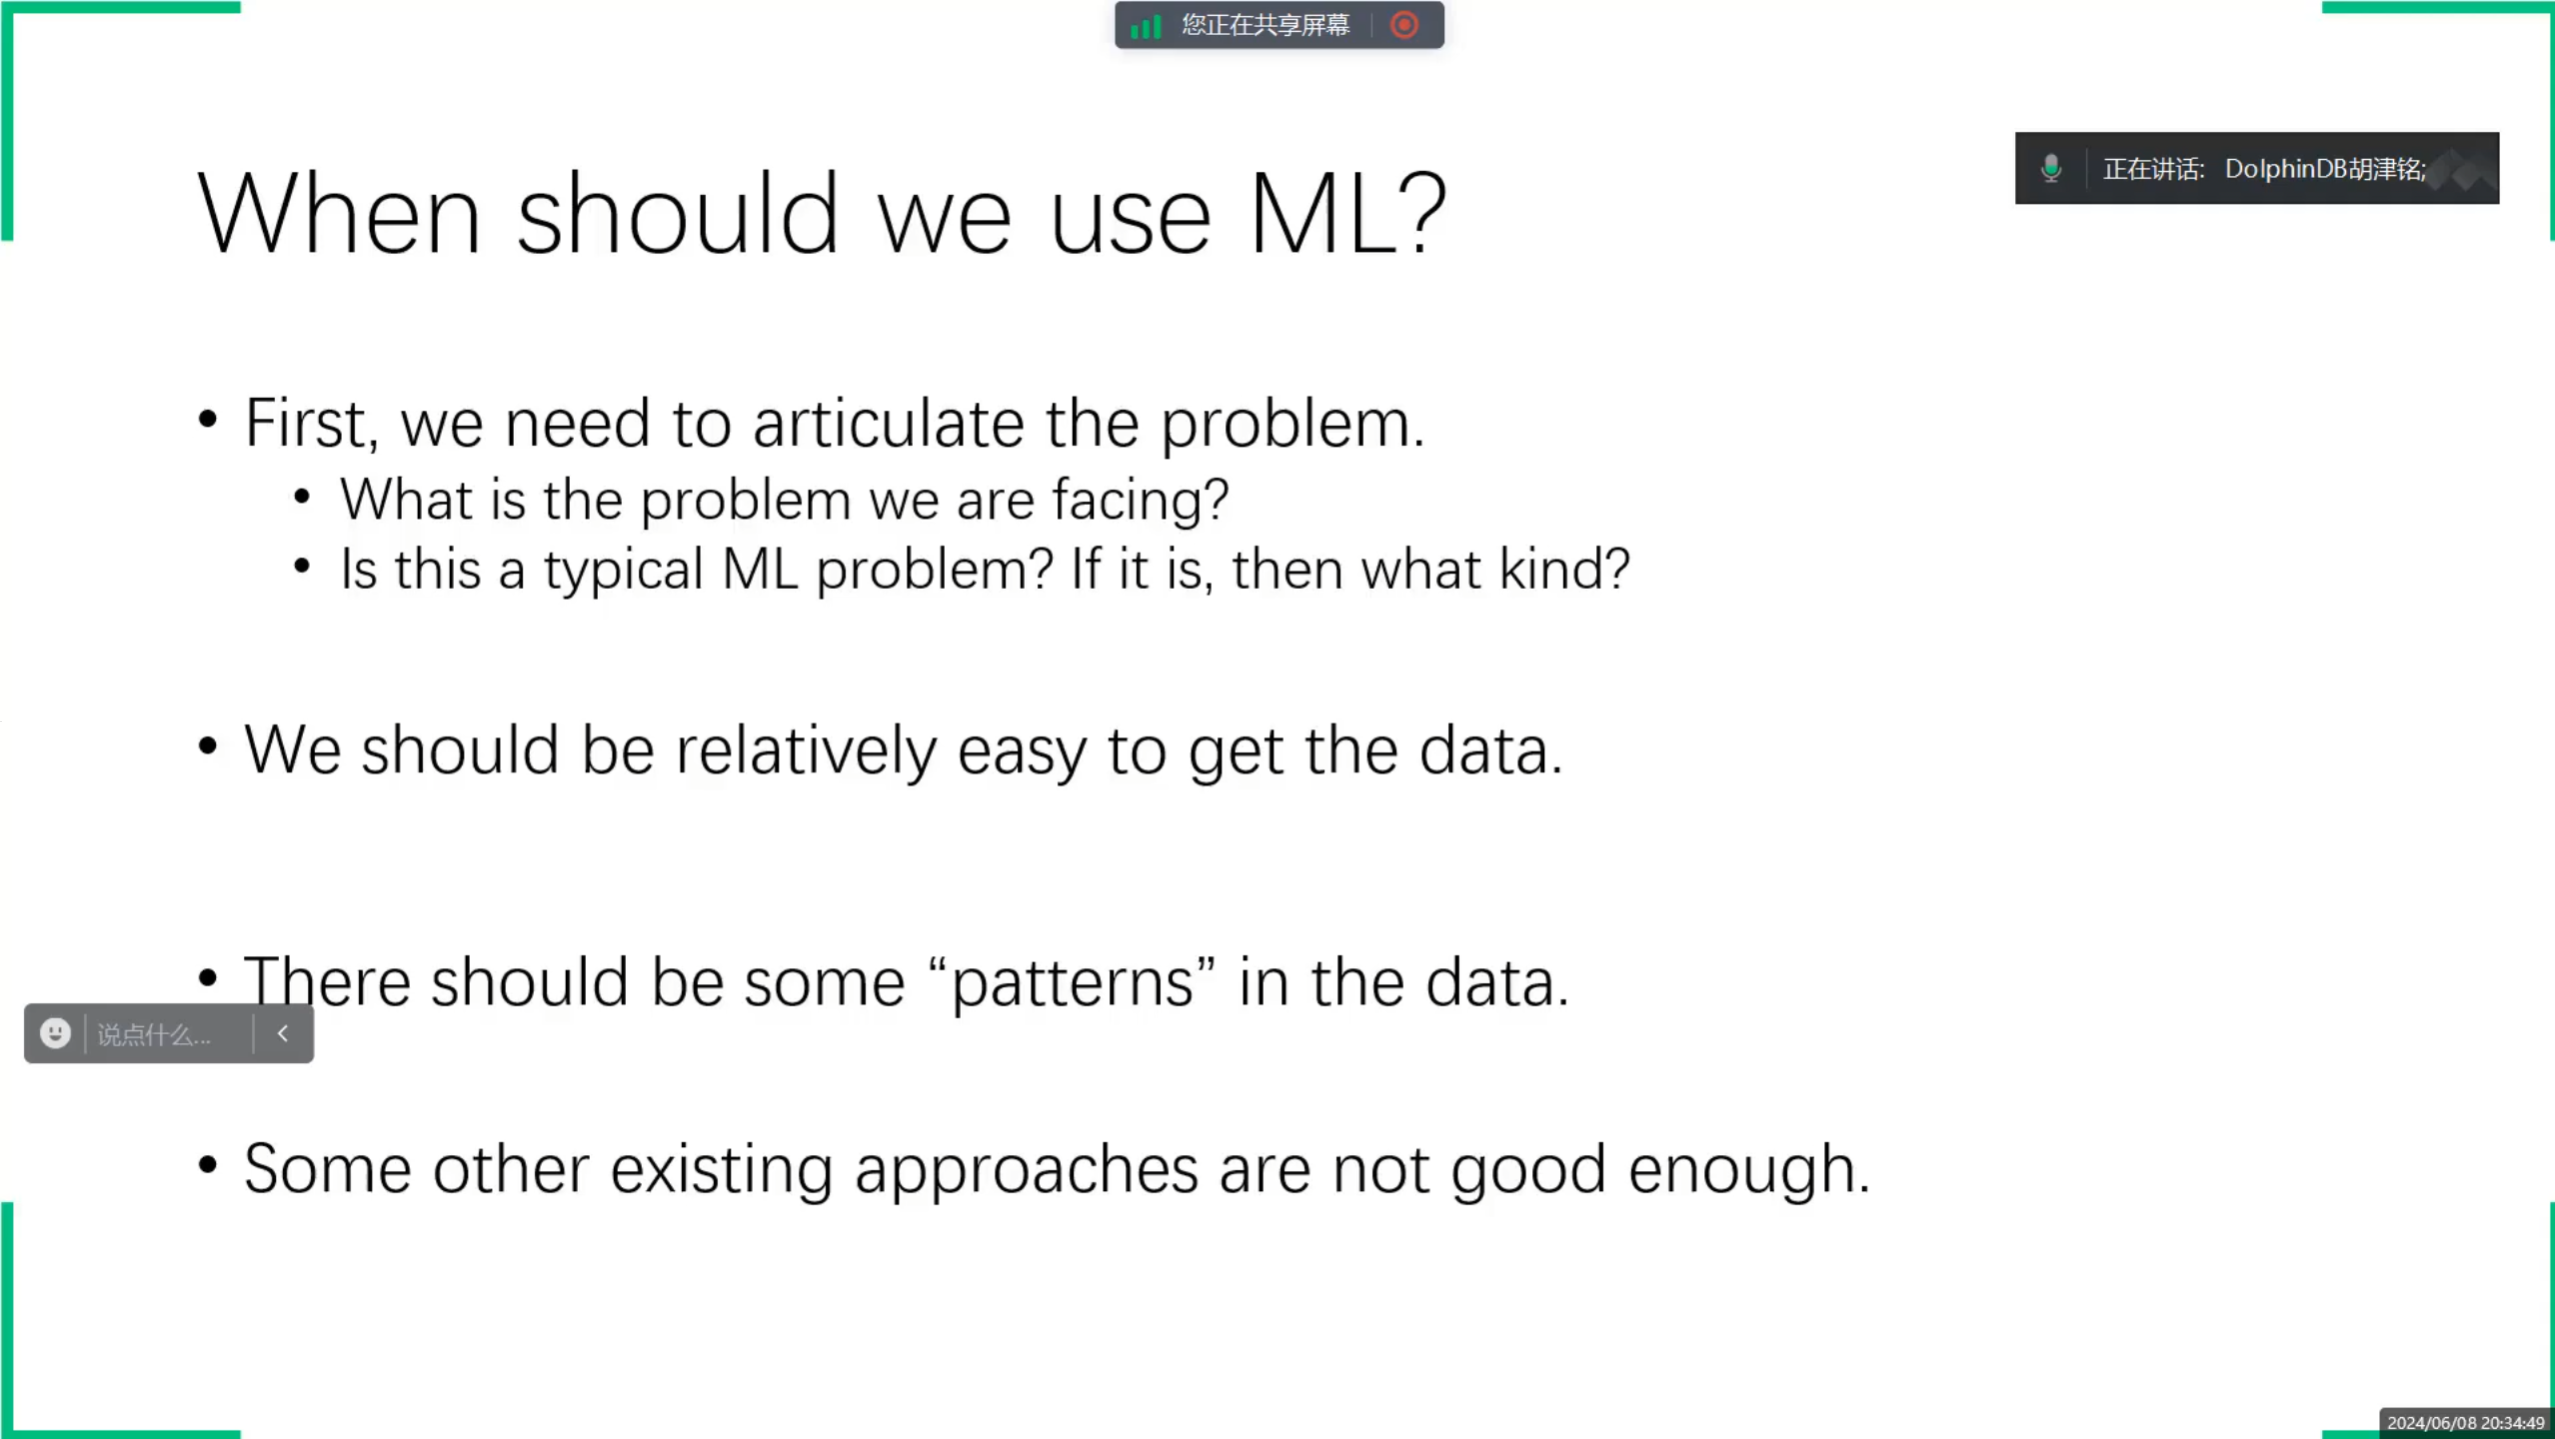 您正在共享屏幕
正在讲话: DolphinDB胡津铭;
When should we use ML?
• First, we need to articulate the problem.
• What is the problem we are facing?
• Is this a typical ML problem? If it is, then what kind?
• We should be relatively easy to get the data.
• There should be some “patterns” in the data.
说点什么...
• Some other existing approaches are not good enough.
2024/06/08 20:34:49